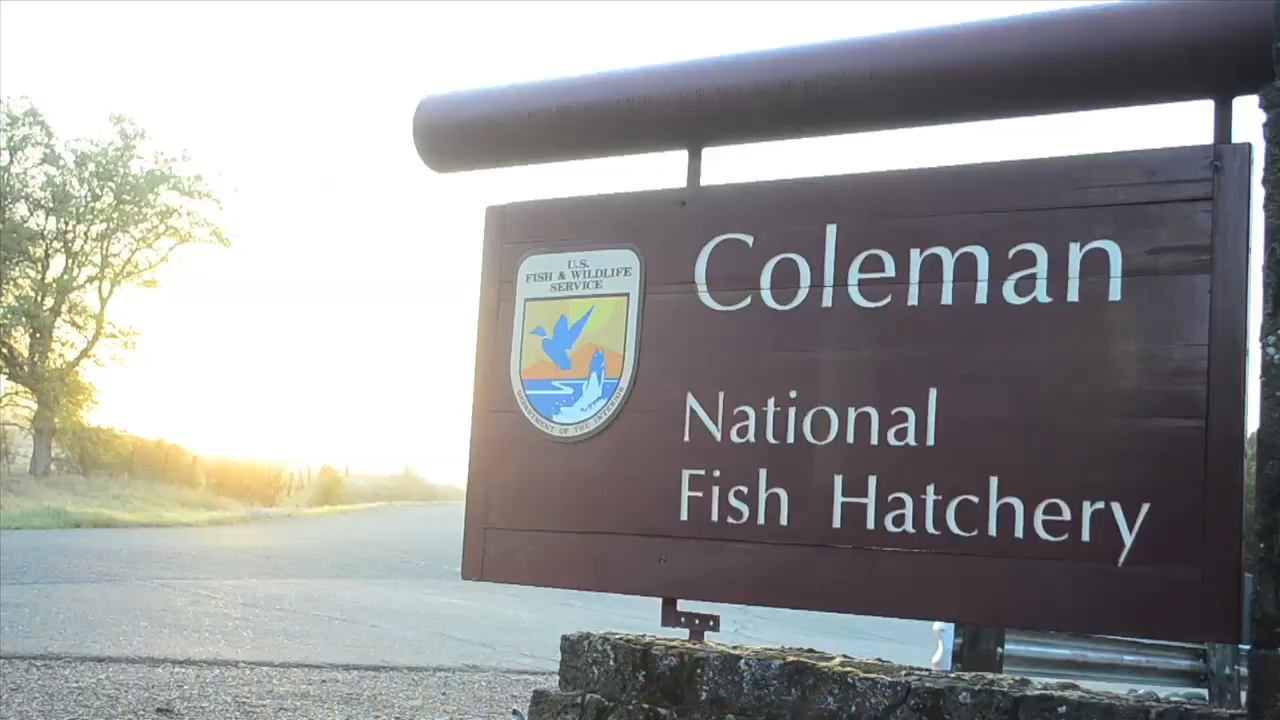 U.S.
FISH & WILDLIFE
SERVICE
DEPARTMENT OF THE INTERIOR
Coleman
National
Fish Hatchery